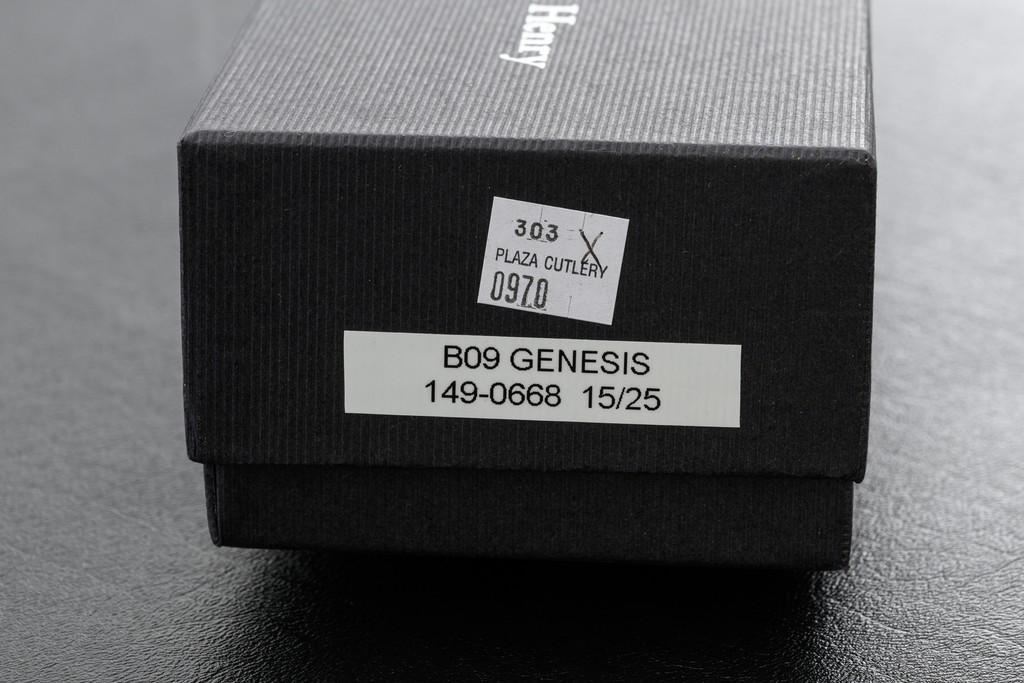 Henry
303 X
PLAZA CUTLERY
0970
B09 GENESIS
149-0668 15/25